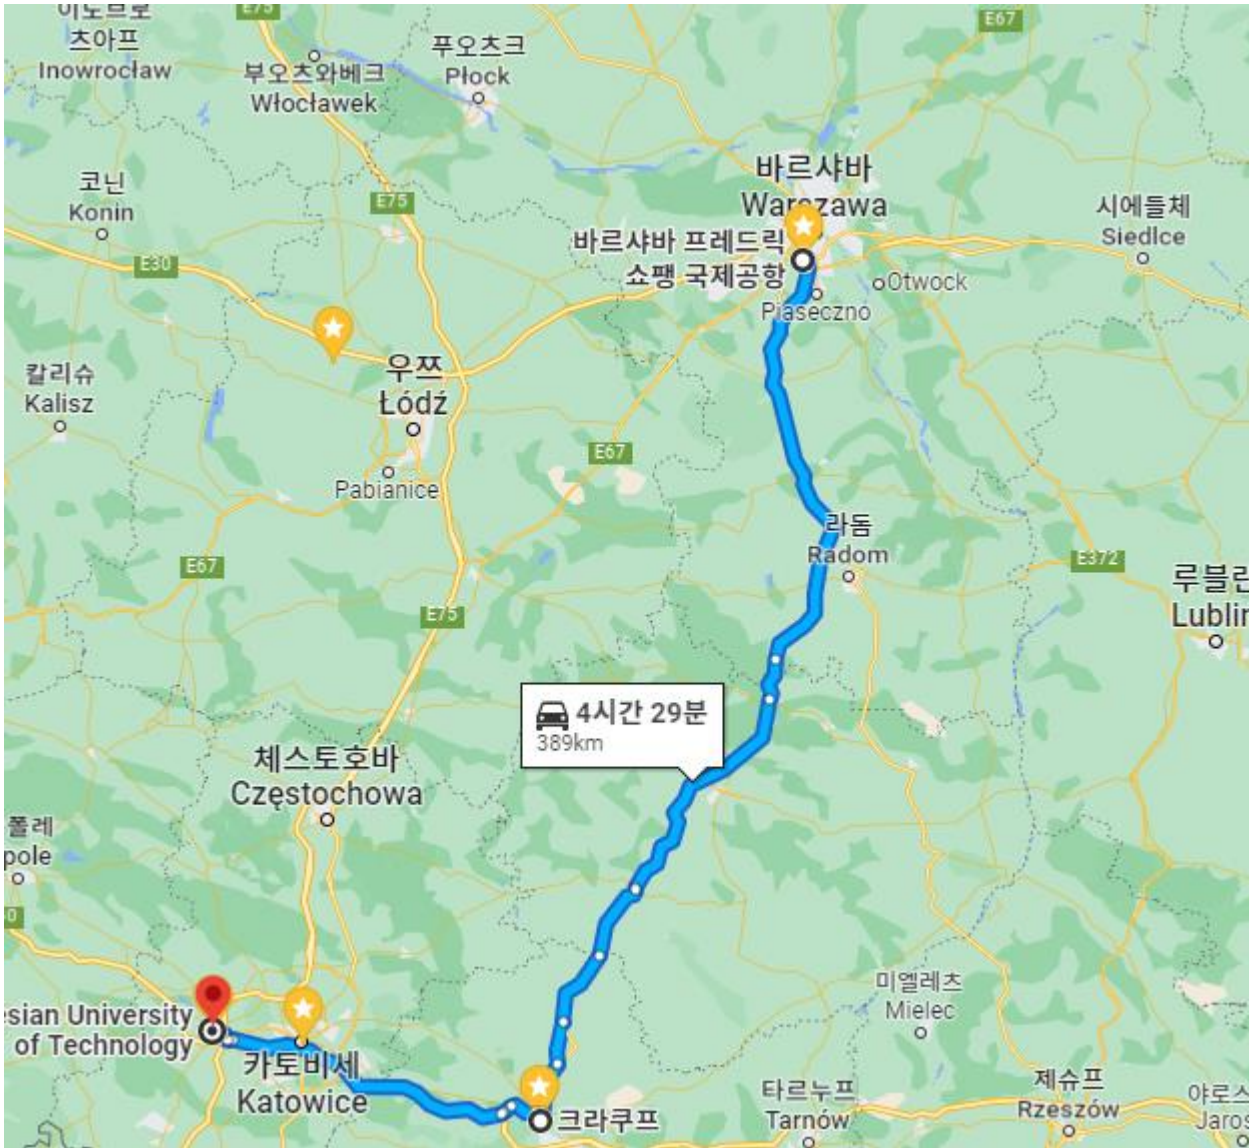 츠아프
Inowrocław
E75
부오츠와베크
Włocławek
푸오츠크
Płock
E67
코닌
Konin
E75
바르샤바
Warszawa
시에들체
Siedlce
바르샤바 프레드릭
쇼팽 국제공항
E30
Otwock
Piaseczno
칼리슈
Kalisz
우쯔
Łódź
E67
Pabianice
라돔
Radom
E67
E372
루블린
Lublin
E75
4시간 29분
389km
체스토호바
Częstochowa
폴레
pole
미엘레츠
Mielec
sian University
of Technology
카토비세
Katowice
크라쿠프
타르누프
Tarnów
제슈프
Rzeszów
야로스
Jaros